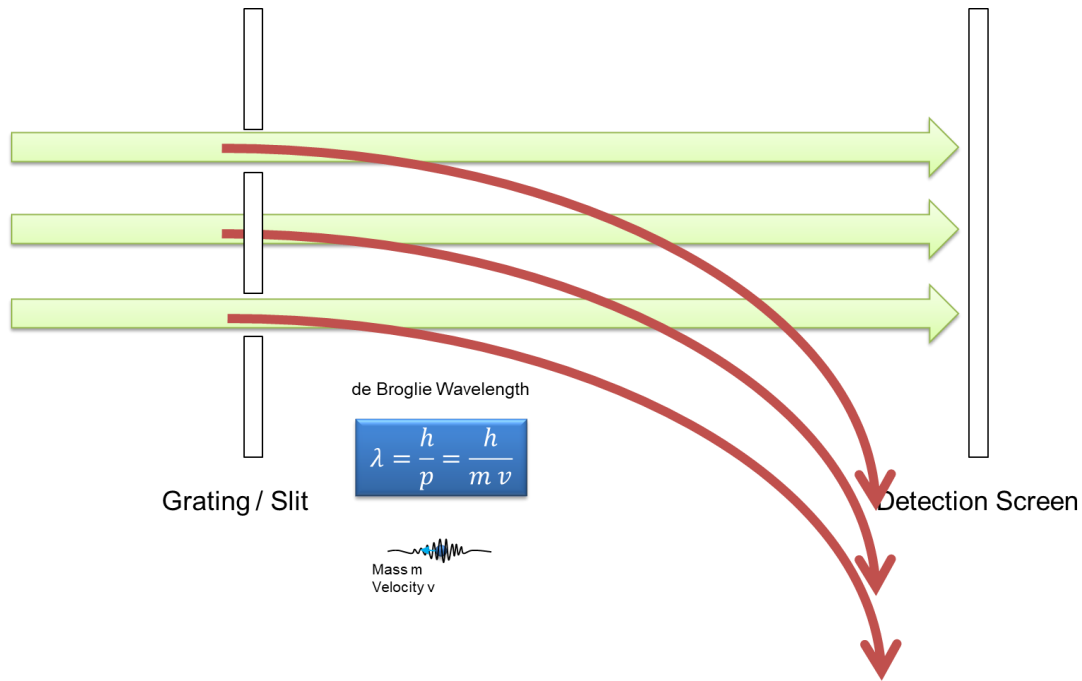 de Broglie Wavelength
λ = h/p = h/(m v)
Grating / Slit
Detection Screen
Mass m
Velocity v